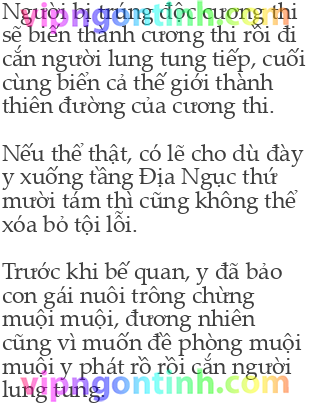 Người bị trúng độc cương thi
vipngontinh.com
sẽ biến thành cương thi rồi đi
cắn người lung tung tiếp, cuối
cùng biển cả thế giới thành
thiên đường của cương thi.
Nếu thể thật, có lẽ cho dù đày
y xuống tầng Địa Ngục thứ
mười tám thì cũng không thể
xóa bỏ tội lỗi.
Trước khi bế quan, y đã bảo
con gái nuôi trông chừng
muội muội, đương nhiên
cũng vì muốn đề phòng muội
muội y phát rồ rồi cắn người
lung tung.
vipngontinh.com